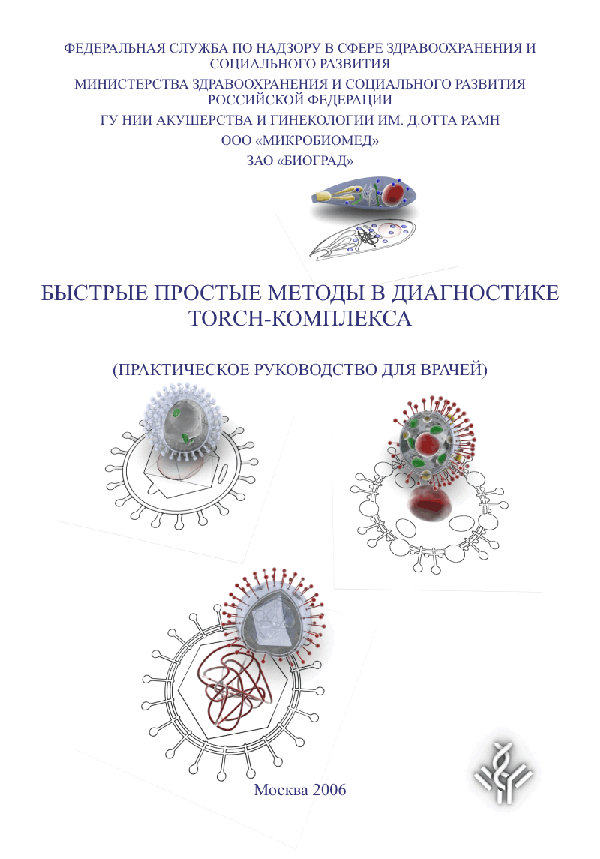 ФЕДЕРАЛЬНАЯ СЛУЖБА ПО НАДЗОРУ В СФЕРЕ ЗДРАВООХРАНЕНИЯ И
СОЦИАЛЬНОГО РАЗВИТИЯ
МИНИСТЕРСТВА ЗДРАВООХРАНЕНИЯ И СОЦИАЛЬНОГО РАЗВИТИЯ
РОССИЙСКОЙ ФЕДЕРАЦИИ
ГУ НИИ АКУШЕРСТВА И ГИНЕКОЛОГИИ ИМ. Д.ОТТА РАМН
ООО «МИКРОБИОМЕД»
ЗАО «БИОГРАД»
БЫСТРЫЕ ПРОСТЫЕ МЕТОДЫ В ДИАГНОСТИКЕ
TORCH-КОМПЛЕКСА
(ПРАКТИЧЕСКОЕ РУКОВОДСТВО ДЛЯ ВРАЧЕЙ)
Москва 2006